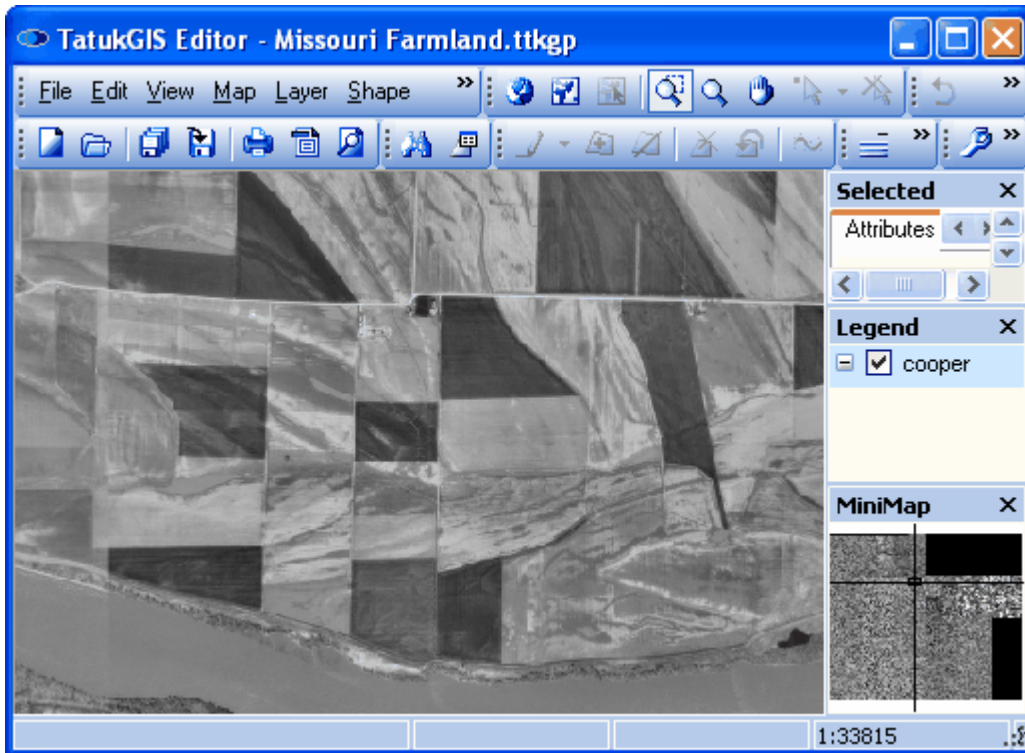 TatukGIS Editor - Missouri Farmland.ttkgp
File Edit View Map Layer Shape
Selected
Attributes
Legend
cooper
MiniMap
1:33815